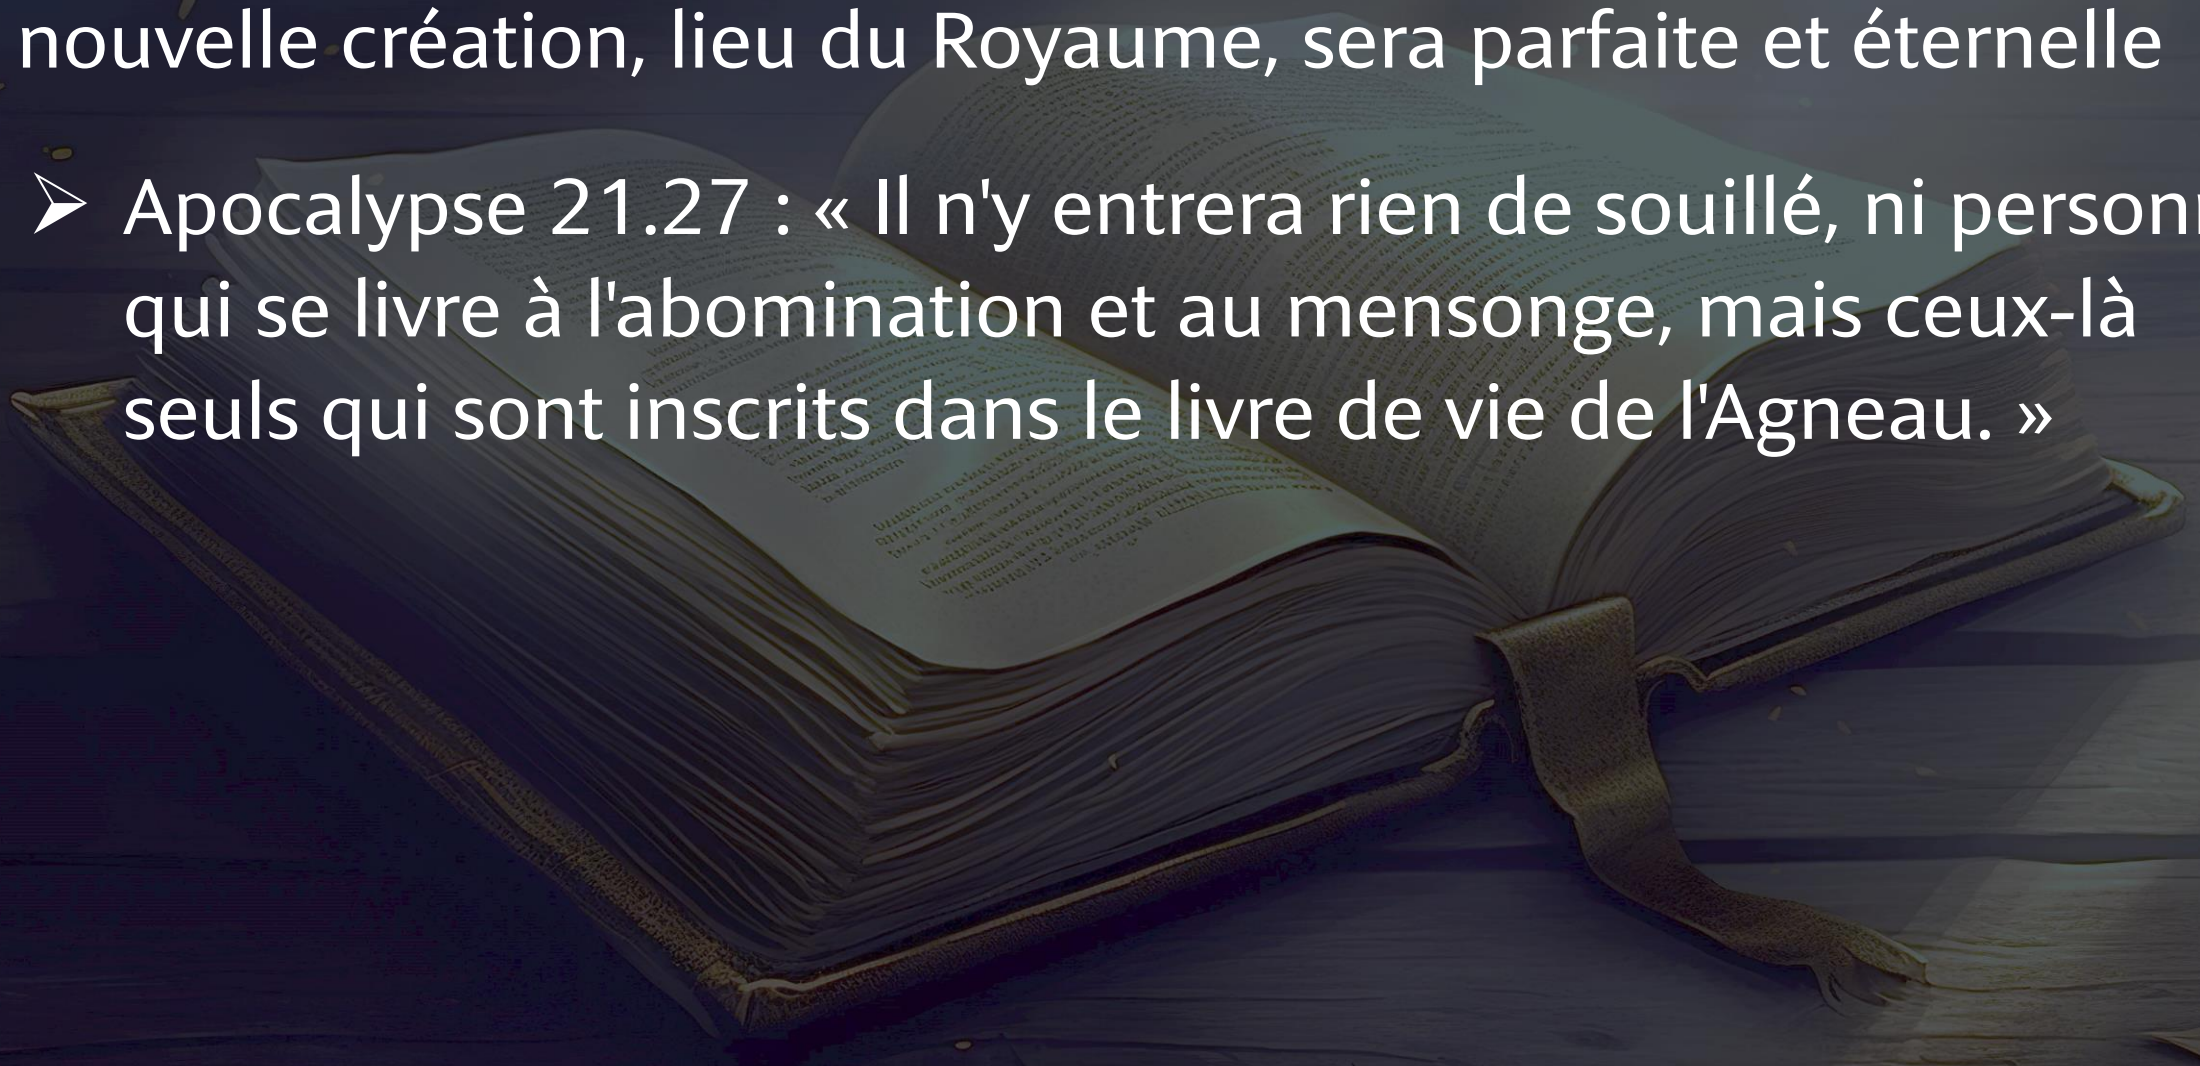 nouvelle création, lieu du Royaume, sera parfaite et éternelle
➢ Apocalypse 21.27 : « Il n'y entrera rien de souillé, ni
qui se livre à l'abomination et au mensonge, mais ceux-là
seuls qui sont inscrits dans le livre de vie de l'Agneau. »